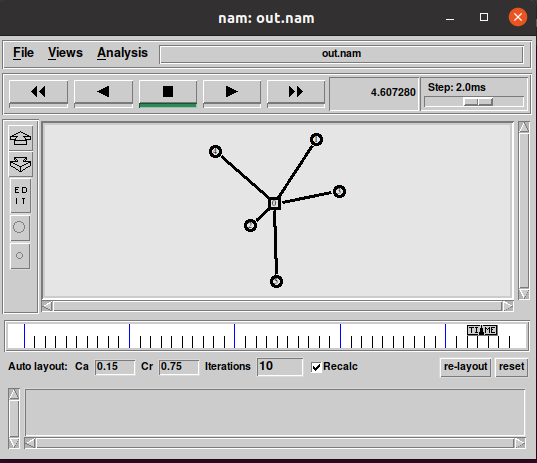 nam: out.nam
File Views Analysis out.nam
4.607280 Step: 2.0ms
E D
I T
TIME
Auto layout: Ca 0.15 Cr 0.75 Iterations 10 Recalc re-layout reset